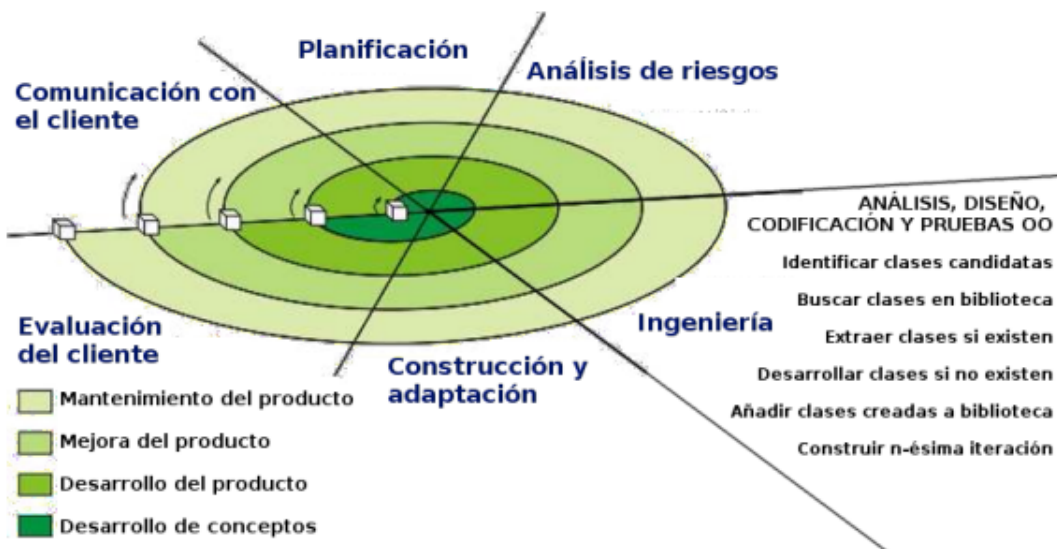 Planificación
Análisis de riesgos
Comunicación con
el cliente
ANÁLISIS, DISEÑO,
CODIFICACIÓN Y PRUEBAS OO
Identificar clases candidatas
Buscar clases en biblioteca
Extraer clases si existen
Desarrollar clases si no existen
Añadir clases creadas a biblioteca
Construir n-ésima iteración
Ingeniería
Construcción y
adaptación
Evaluación
del cliente
Mantenimiento del producto
Mejora del producto
Desarrollo del producto
Desarrollo de conceptos